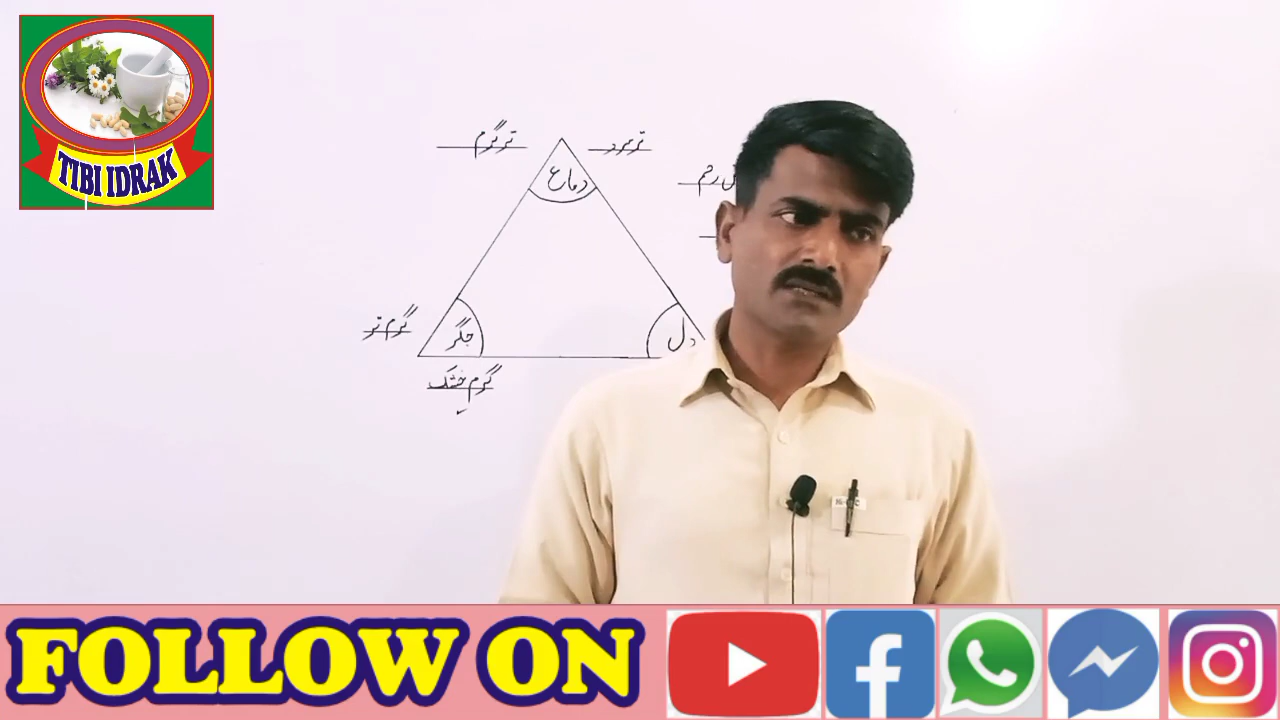 TIBI IDRAK
تر گرم
تر سرد
دماغ
گرم تر
جگر
دل
گرم خشک
FOLLOW ON